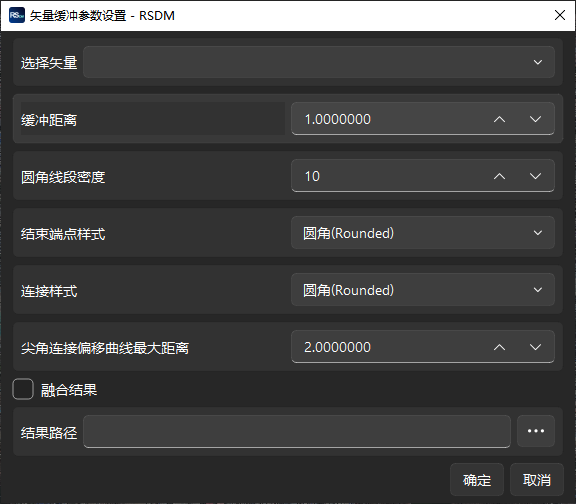 矢量缓冲参数设置 - RSDM
选择矢量
缓冲距离 1.0000000
圆角线段密度 10
结束端点样式 圆角(Rounded)
连接样式 圆角(Rounded)
尖角连接偏移曲线最大距离 2.0000000
融合结果
结果路径 ...
确定 取消